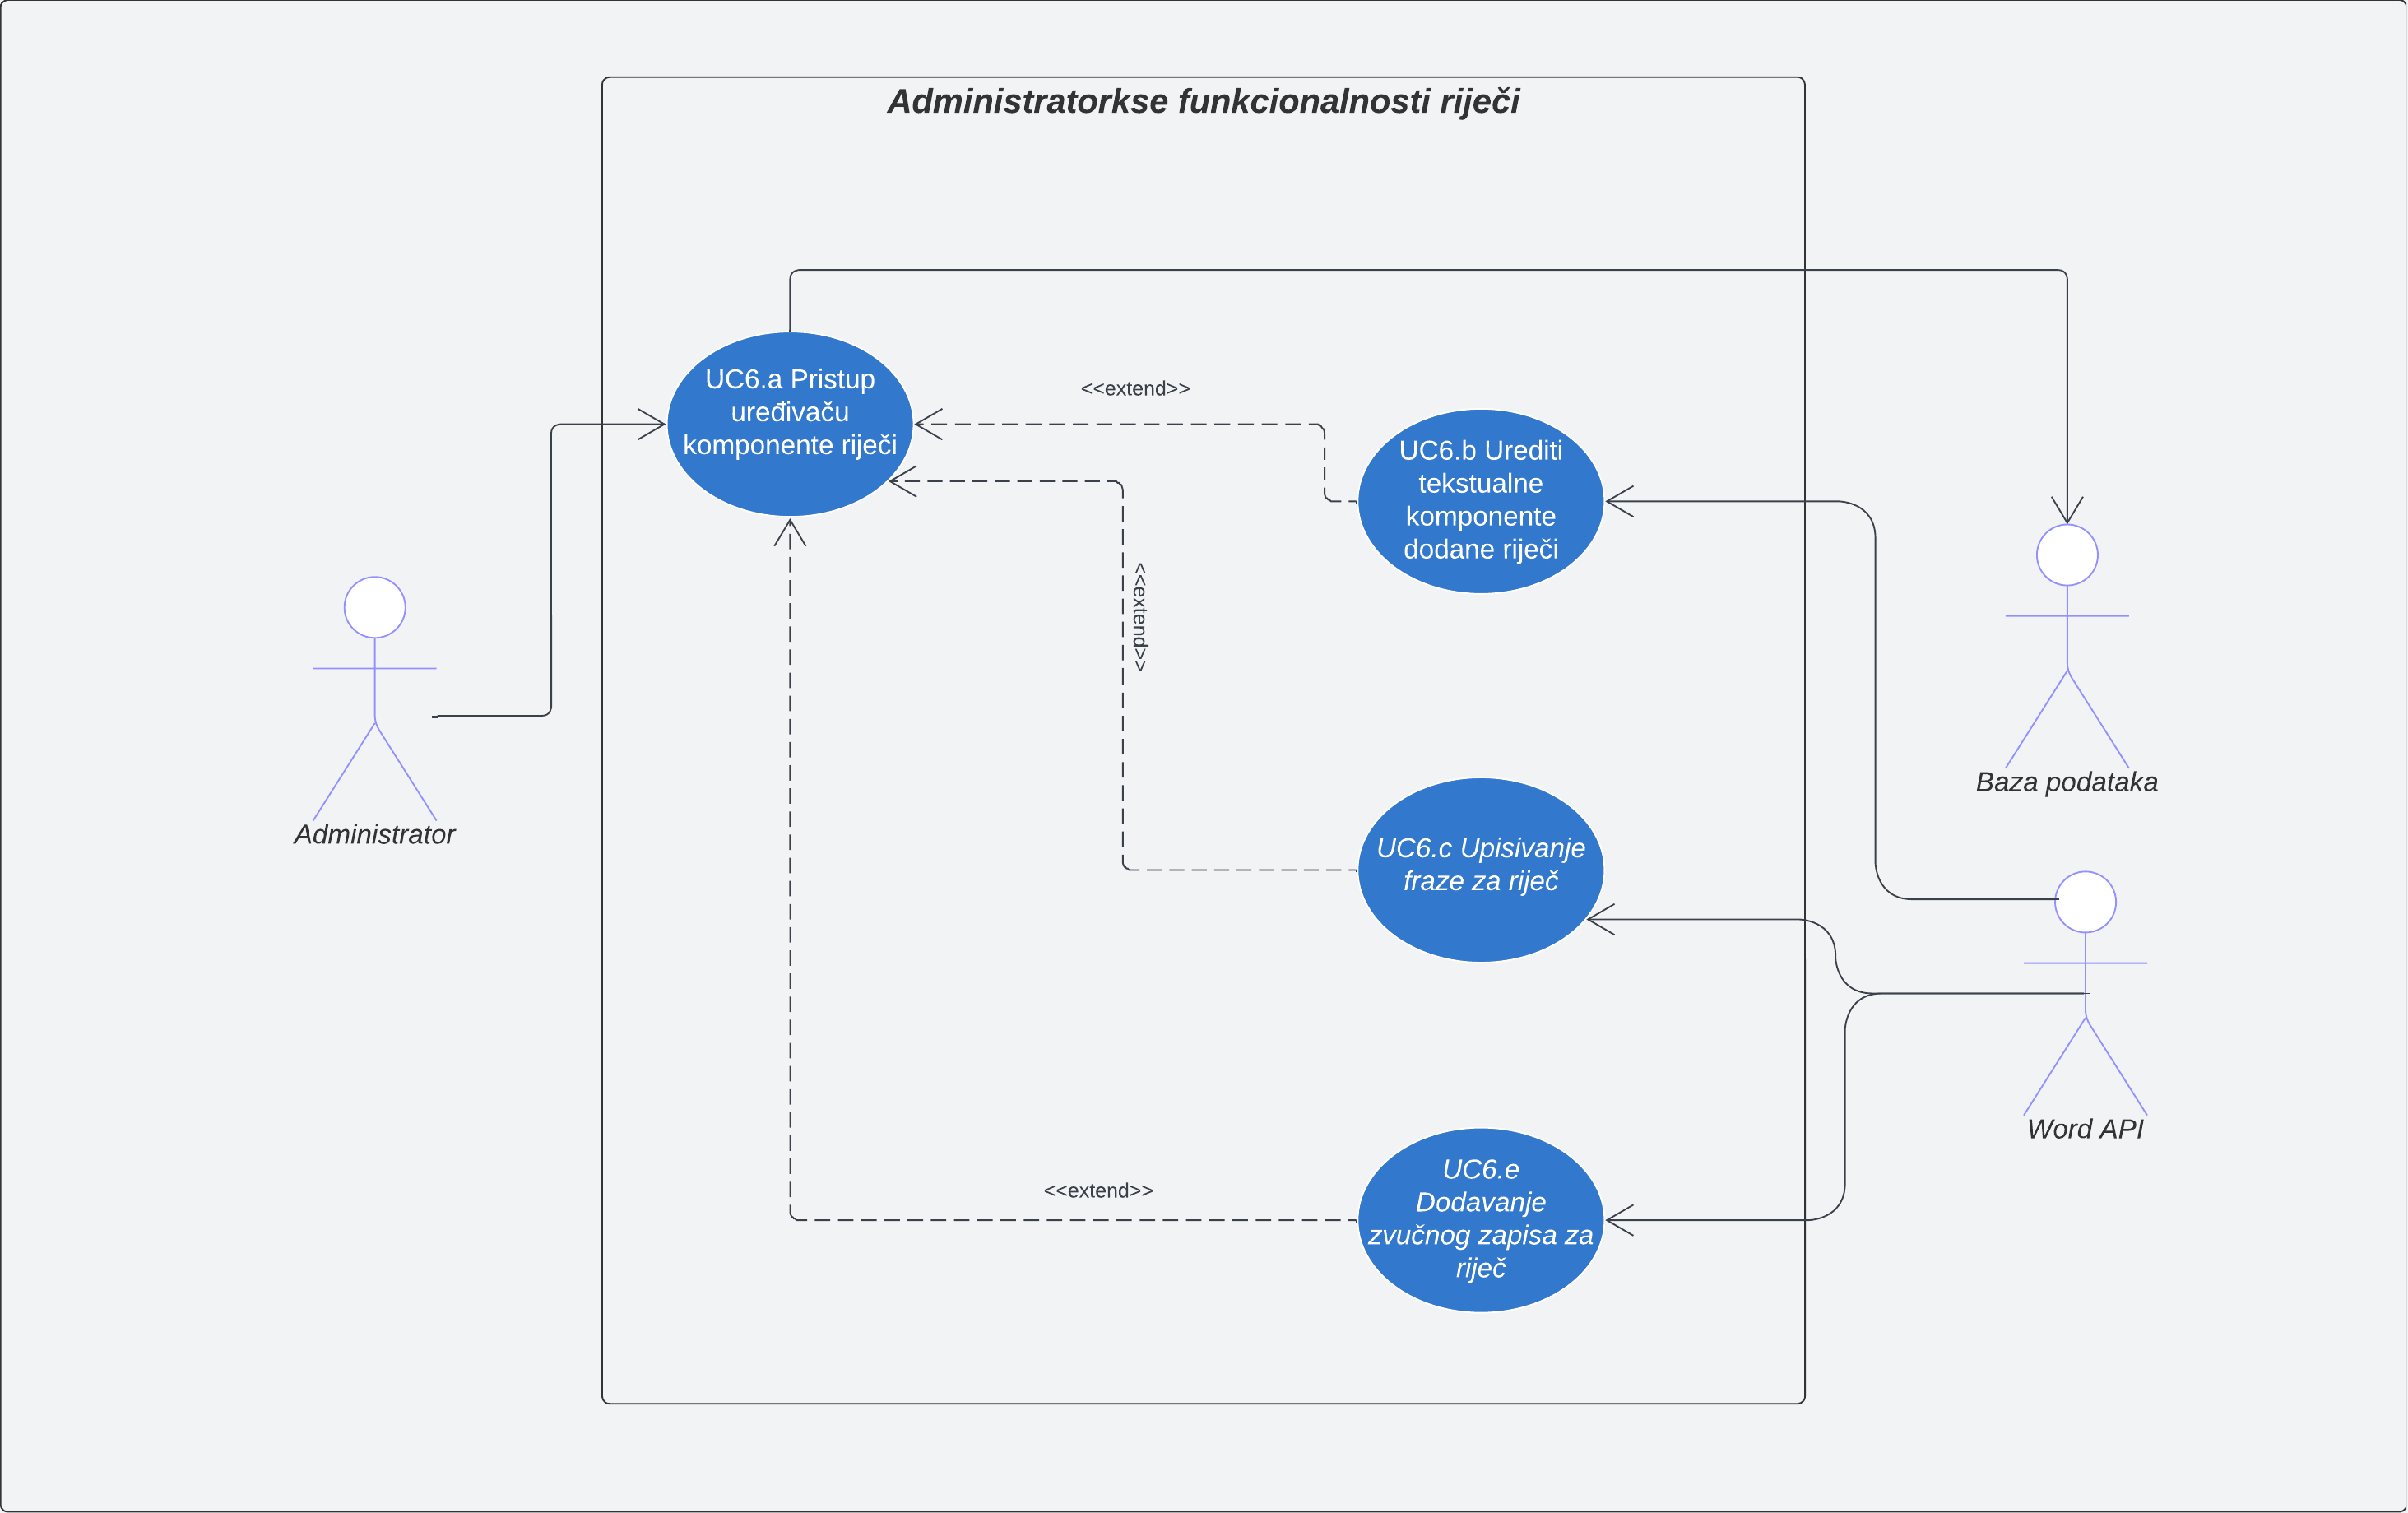 Administratorkse funkcionalnosti riječi
UC6.a Pristup
uređivaču
komponente riječi
<<extend>>
UC6.b Urediti
tekstualne
komponente
dodane riječi
<<extend>>
Administrator
Baza podataka
UC6.c Upisivanje
fraze za riječ
Word API
<<extend>>
UC6.e
Dodavanje
zvučnog zapisa za
riječ